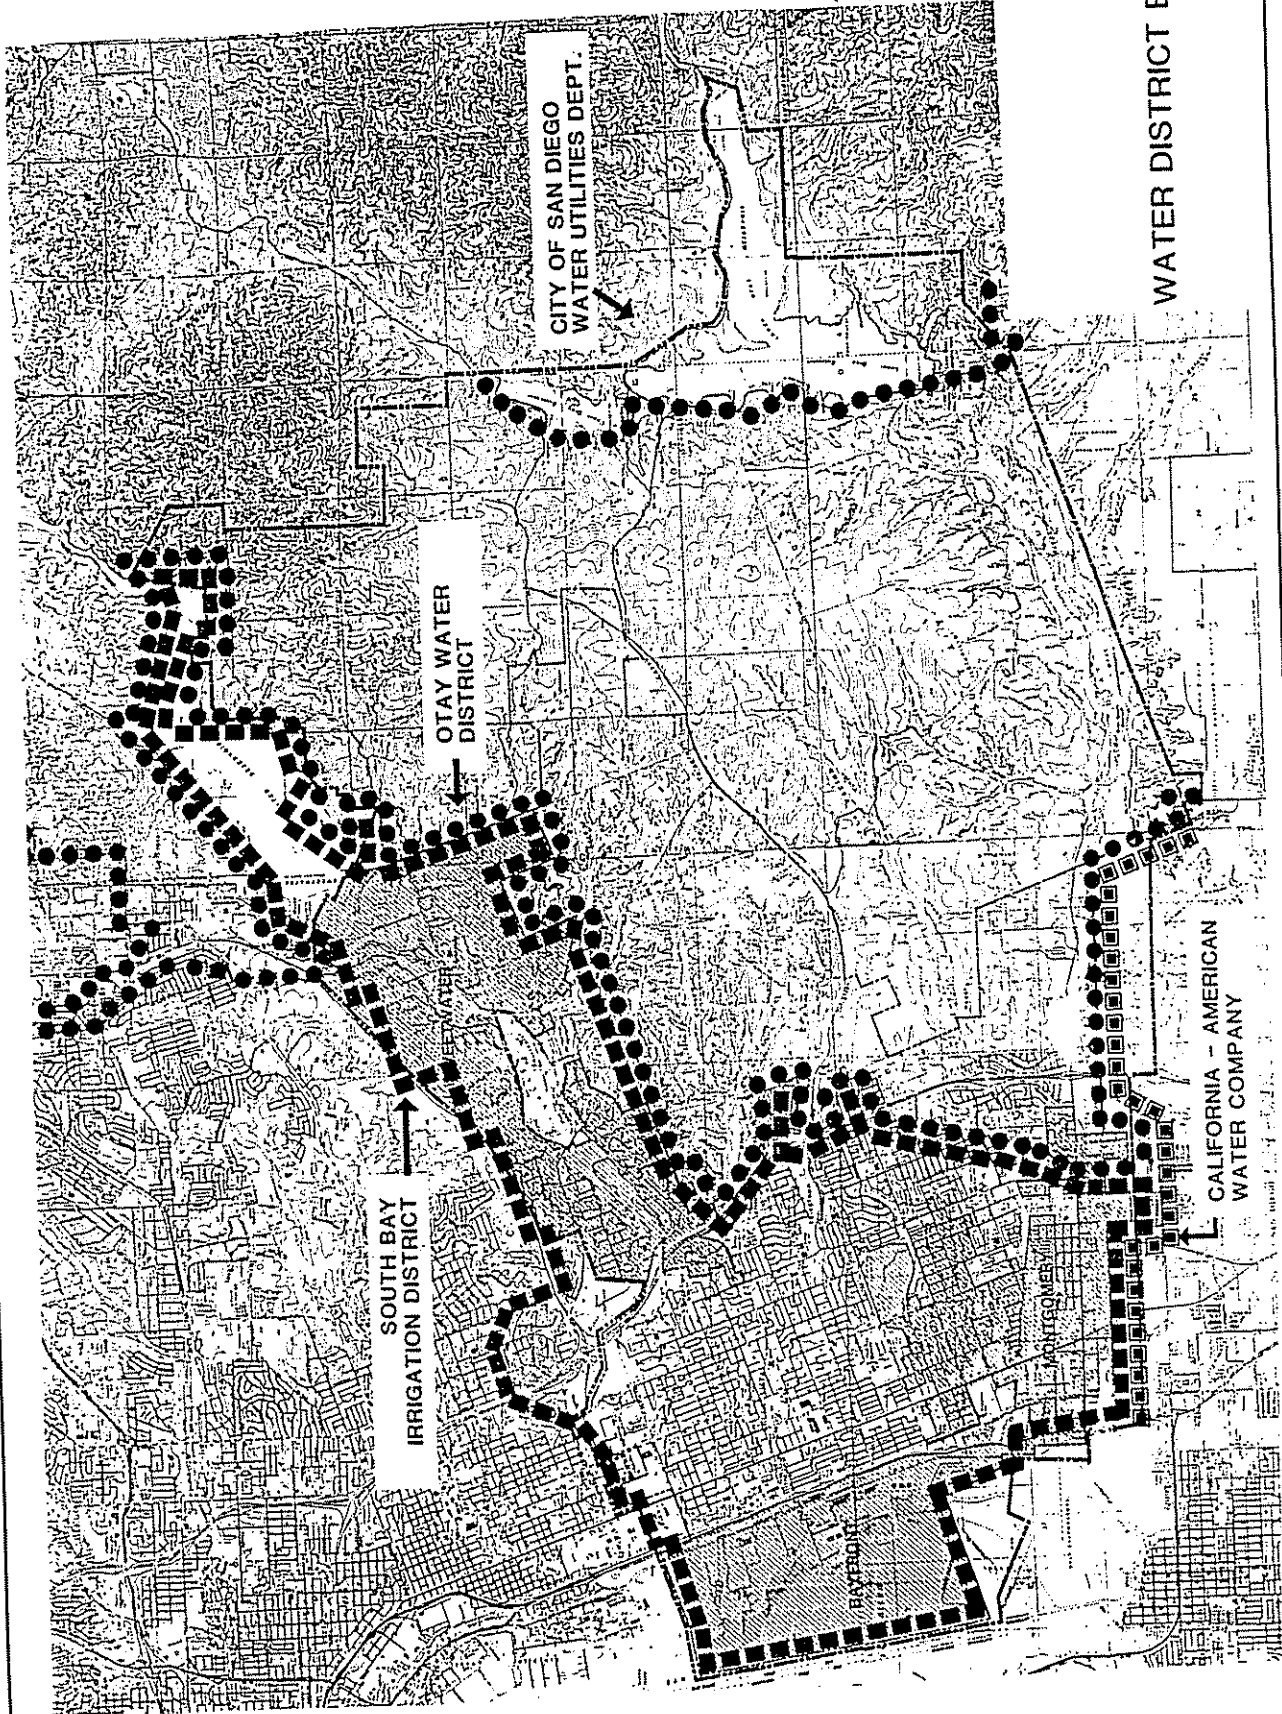 CITY OF SAN DIEGO
WATER UTILITIES DEPT.
OTAY WATER
DISTRICT
SOUTH BAY
IRRIGATION DISTRICT
CALIFORNIA - AMERICAN
WATER COMPANY
BAYFRONT
WATER DISTRICT